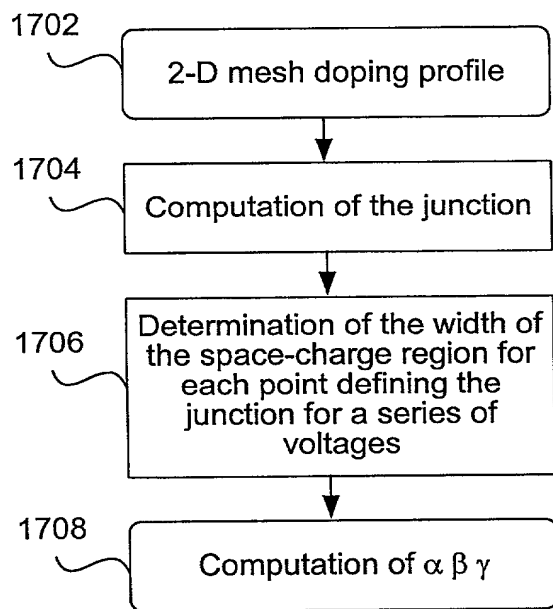 1702
2-D mesh doping profile
1704
Computation of the junction
1706
Determination of the width of
the space-charge region for
each point defining the
junction for a series of
voltages
1708
Computation of α β γ